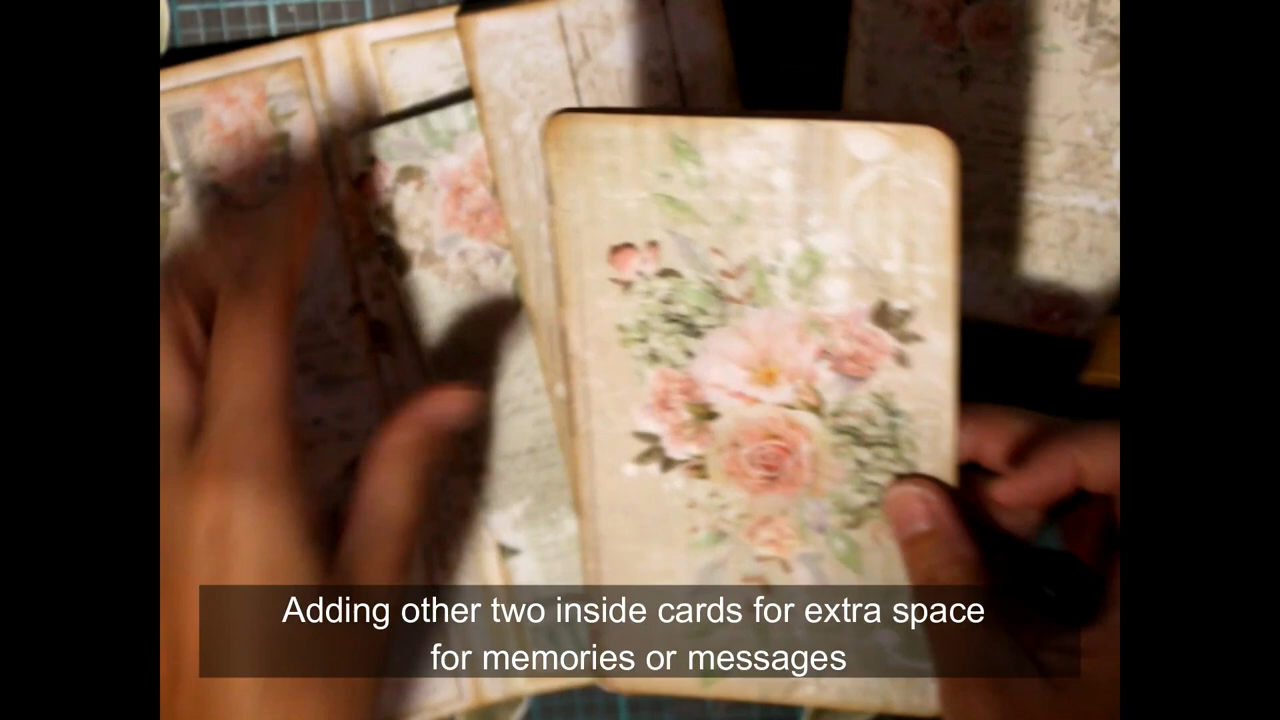 Adding other two inside cards for extra space
for memories or messages